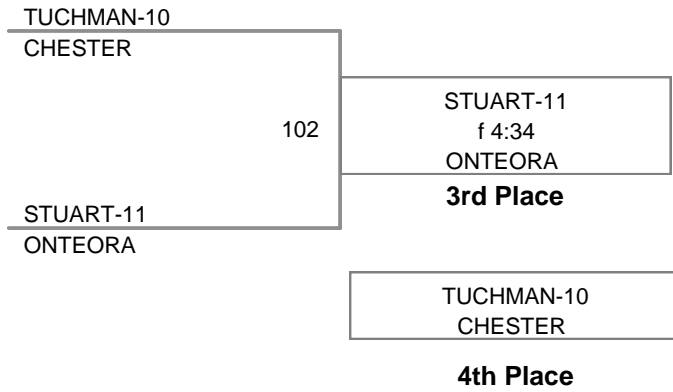 TUCHMAN-10
CHESTER
102
STUART-11
f 4:34
ONTEORA
3rd Place
STUART-11
ONTEORA
TUCHMAN-10
CHESTER
4th Place